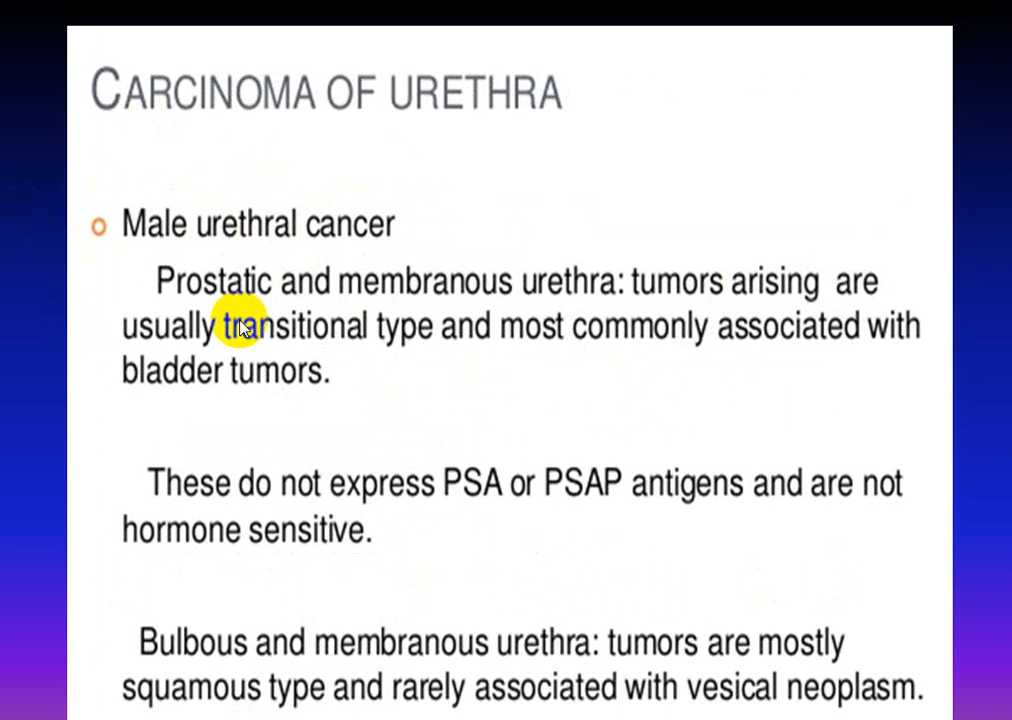 CARCINOMA OF URETHRA
Male urethral cancer
Prostatic and membranous urethra: tumors arising are
usually transitional type and most commonly associated with
bladder tumors.
These do not express PSA or PSAP antigens and are not
hormone sensitive.
Bulbous and membranous urethra: tumors are mostly
squamous type and rarely associated with vesical neoplasm.